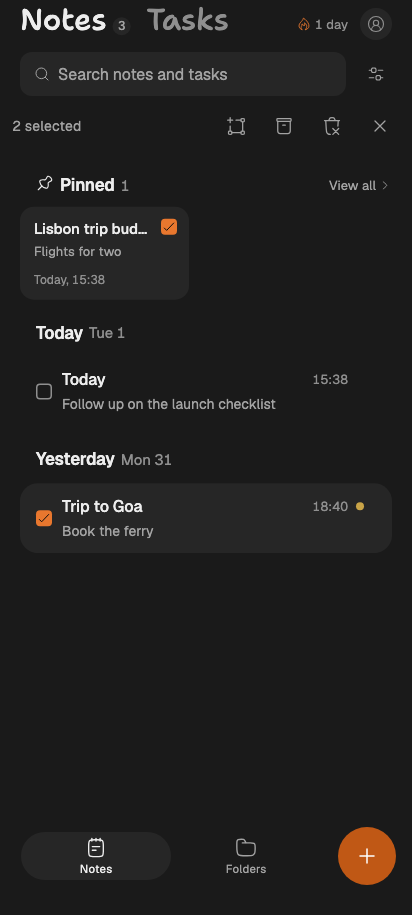 Notes 3 Tasks 1 day
Search notes and tasks
2 selected
Pinned 1 View all
Lisbon trip bud...
Flights for two
Today, 15:38
Today Tue 1
Today 15:38
Follow up on the launch checklist
Yesterday Mon 31
Trip to Goa 18:40
Book the ferry
Notes Folders